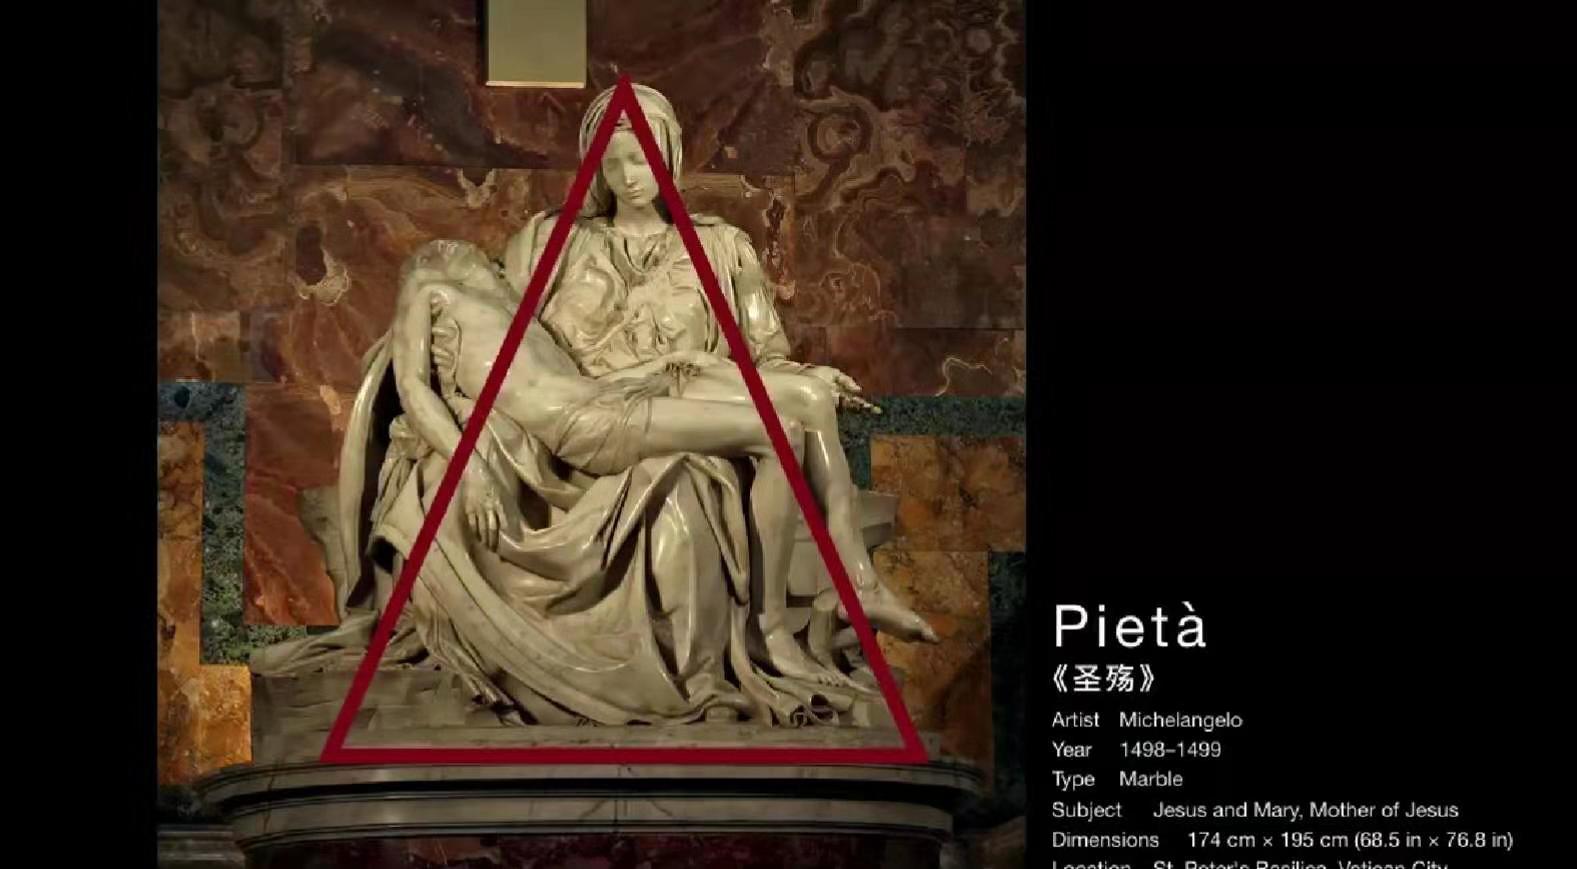 Pietà
《圣殇》
Artist Michelangelo
Year 1498–1499
Type Marble
Subject Jesus and Mary, Mother of Jesus
Dimensions 174 cm × 195 cm (68.5 in × 76.8 in)
Location St. Peter's Basilica, Vatican City